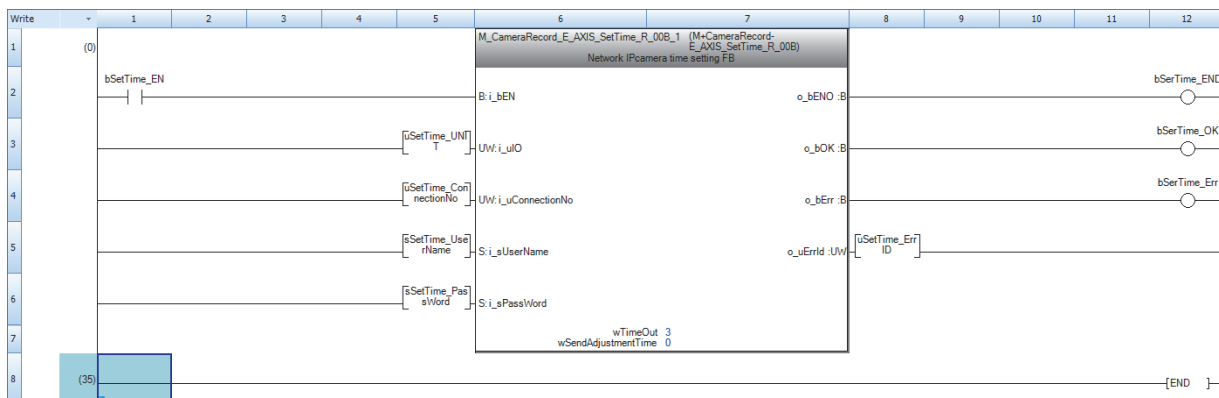 Write 1 2 3 4 5 6 7 8 9 10 11 12
1 (0) M_CameraRecord_E_AXIS_SetTime_R_00B_1 (M+CameraRecord-
E_AXIS_SetTime_R_00B)
Network IPcamera time setting FB
bSetTime_EN bSerTime_END
2 B: i_bEN o_bENO :B
uSetTime_UNI bSerTime_OK
3 T UW: i_uIO o_bOK :B
uSetTime_Con bSerTime_Err
4 nectionNo UW: i_uConnectionNo o_bErr :B
sSetTime_Use uSetTime_Err
5 rName S: i_sUserName o_uErrId :UW ID
sSetTime_Pas
6 sWord S: i_sPassWord
wTimeOut 3
7 wSendAdjustmentTime 0
8 (35) END